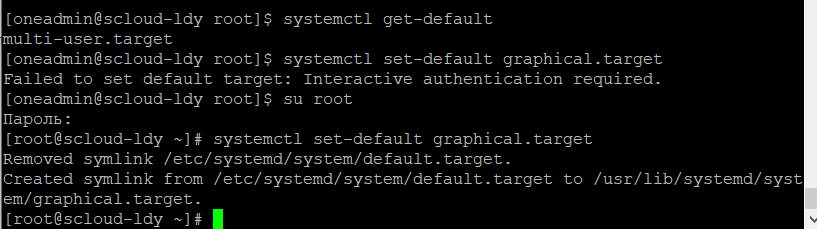 [oneadmin@scloud-ldy root]$ systemctl get-default
multi-user.target
[oneadmin@scloud-ldy root]$ systemctl set-default graphical.target
Failed to set default target: Interactive authentication required.
[oneadmin@scloud-ldy root]$ su root
Пароль:
[root@scloud-ldy ~]# systemctl set-default graphical.target
Removed symlink /etc/systemd/system/default.target.
Created symlink from /etc/systemd/system/default.target to /usr/lib/systemd/syst
em/graphical.target.
[root@scloud-ldy ~]#